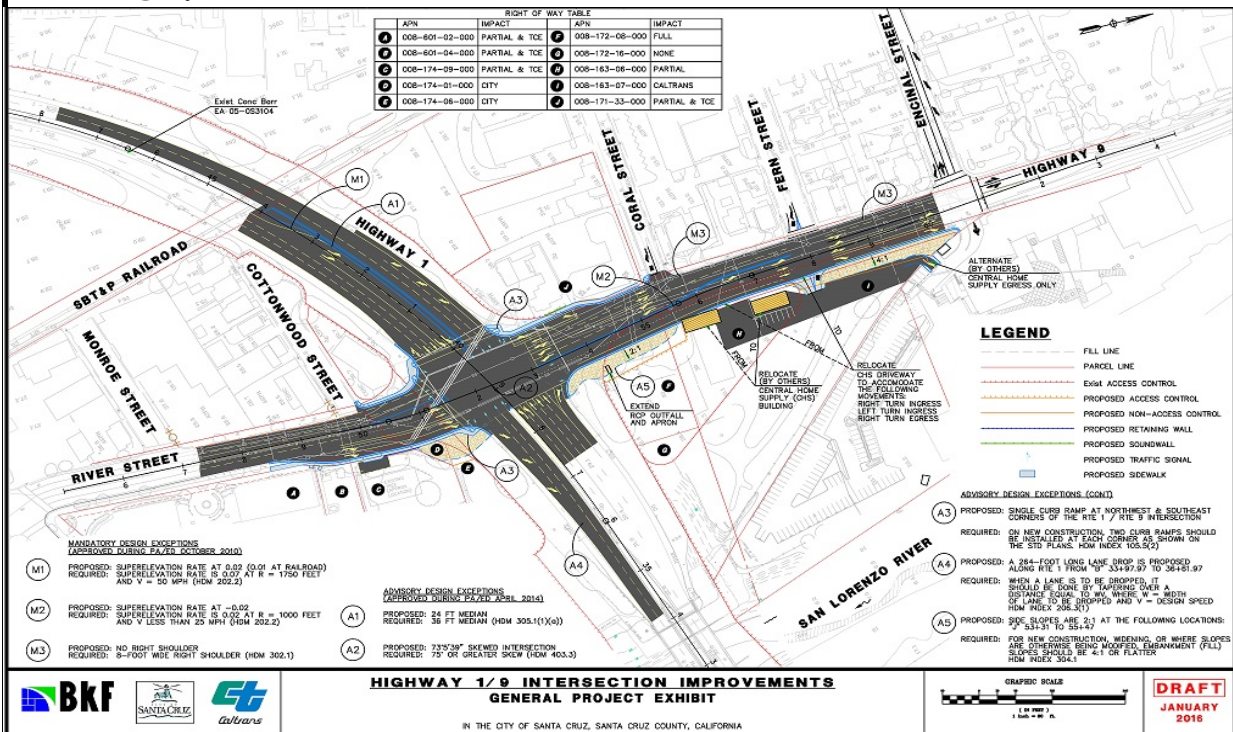 RIGHT OF WAY TABLE
APN IMPACT APN IMPACT
A 008-601-02-000 PARTIAL & TCE F 008-172-08-000 FULL
B 008-601-04-000 PARTIAL & TCE G 008-172-16-000 NONE
C 008-174-09-000 PARTIAL & TCE H 008-163-06-000 PARTIAL
D 008-174-01-000 CITY I 008-163-07-000 CALTRANS
E 008-174-06-000 CITY J 008-171-33-000 PARTIAL & TCE
Exist Conc Barr
EA 05-0S3104
M1
A1
HIGHWAY 1
SBT&P RAILROAD
COTTONWOOD STREET
MONROE STREET
RIVER STREET
CORAL STREET
FERN STREET
ENCINAL STREET
HIGHWAY 9
M3
M3
M2
A3
J
A2
A5
A3
A4
A
B
C
D
E
F
G
H
I
2:1
4:1
EXTEND
RCP OUTFALL
AND APRON
FROM
TO
RELOCATE
(BY OTHERS)
CENTRAL HOME
SUPPLY (CHS)
BUILDING
FROM
TO
RELOCATE
CHS DRIVEWAY
TO ACCOMODATE
THE FOLLOWING
MOVEMENTS:
RIGHT TURN INGRESS
LEFT TURN INGRESS
RIGHT TURN EGRESS
ALTERNATE
(BY OTHERS)
CENTRAL HOME
SUPPLY EGRESS ONLY
SAN LORENZO RIVER
LEGEND
FILL LINE
PARCEL LINE
Exist ACCESS CONTROL
PROPOSED ACCESS CONTROL
PROPOSED NON-ACCESS CONTROL
PROPOSED RETAINING WALL
PROPOSED SOUNDWALL
PROPOSED TRAFFIC SIGNAL
PROPOSED SIDEWALK
MANDATORY DESIGN EXCEPTIONS
(APPROVED DURING PA/ED OCTOBER 2010)
M1 PROPOSED: SUPERELEVATION RATE AT 0.02 (0.01 AT RAILROAD)
REQUIRED: SUPERELEVATION RATE IS 0.07 AT R = 1750 FEET
AND V = 50 MPH (HDM 202.2)
M2 PROPOSED: SUPERELEVATION RATE AT -0.02
REQUIRED: SUPERELEVATION RATE IS 0.02 AT R = 1000 FEET
AND V LESS THAN 25 MPH (HDM 202.2)
M3 PROPOSED: NO RIGHT SHOULDER
REQUIRED: 8-FOOT WIDE RIGHT SHOULDER (HDM 302.1)
ADVISORY DESIGN EXCEPTIONS
(APPROVED DURING PA/ED APRIL 2014)
A1 PROPOSED: 24 FT MEDIAN
REQUIRED: 36 FT MEDIAN (HDM 305.1(1)(a))
A2 PROPOSED: 73°5'39" SKEWED INTERSECTION
REQUIRED: 75° OR GREATER SKEW (HDM 403.3)
ADVISORY DESIGN EXCEPTIONS (CONT)
A3 PROPOSED: SINGLE CURB RAMP AT NORTHWEST & SOUTHEAST
CORNERS OF THE RTE 1 / RTE 9 INTERSECTION
REQUIRED: ON NEW CONSTRUCTION, TWO CURB RAMPS SHOULD
BE INSTALLED AT EACH CORNER AS SHOWN ON
THE STD PLANS. HDM INDEX 105.5(2)
A4 PROPOSED: A 264-FOOT LONG LANE DROP IS PROPOSED
ALONG RTE 1 FROM "B" 33+97.97 TO 36+61.97
REQUIRED: WHEN A LANE IS TO BE DROPPED, IT
SHOULD BE DONE BY TAPERING OVER A
DISTANCE EQUAL TO WV, WHERE W = WIDTH
OF LANE TO BE DROPPED AND V = DESIGN SPEED
HDM INDEX 206.3(1)
A5 PROPOSED: SIDE SLOPES ARE 2:1 AT THE FOLLOWING LOCATIONS:
"J" 53+31 TO 55+47
REQUIRED: FOR NEW CONSTRUCTION, WIDENING, OR WHERE SLOPES
ARE OTHERWISE BEING MODIFIED, EMBANKMENT (FILL)
SLOPES SHOULD BE 4:1 OR FLATTER
HDM INDEX 304.1
BKF
SANTA CRUZ
Caltrans
HIGHWAY 1/9 INTERSECTION IMPROVEMENTS
GENERAL PROJECT EXHIBIT
IN THE CITY OF SANTA CRUZ, SANTA CRUZ COUNTY, CALIFORNIA
GRAPHIC SCALE
( IN FEET )
DRAFT
JANUARY
2016